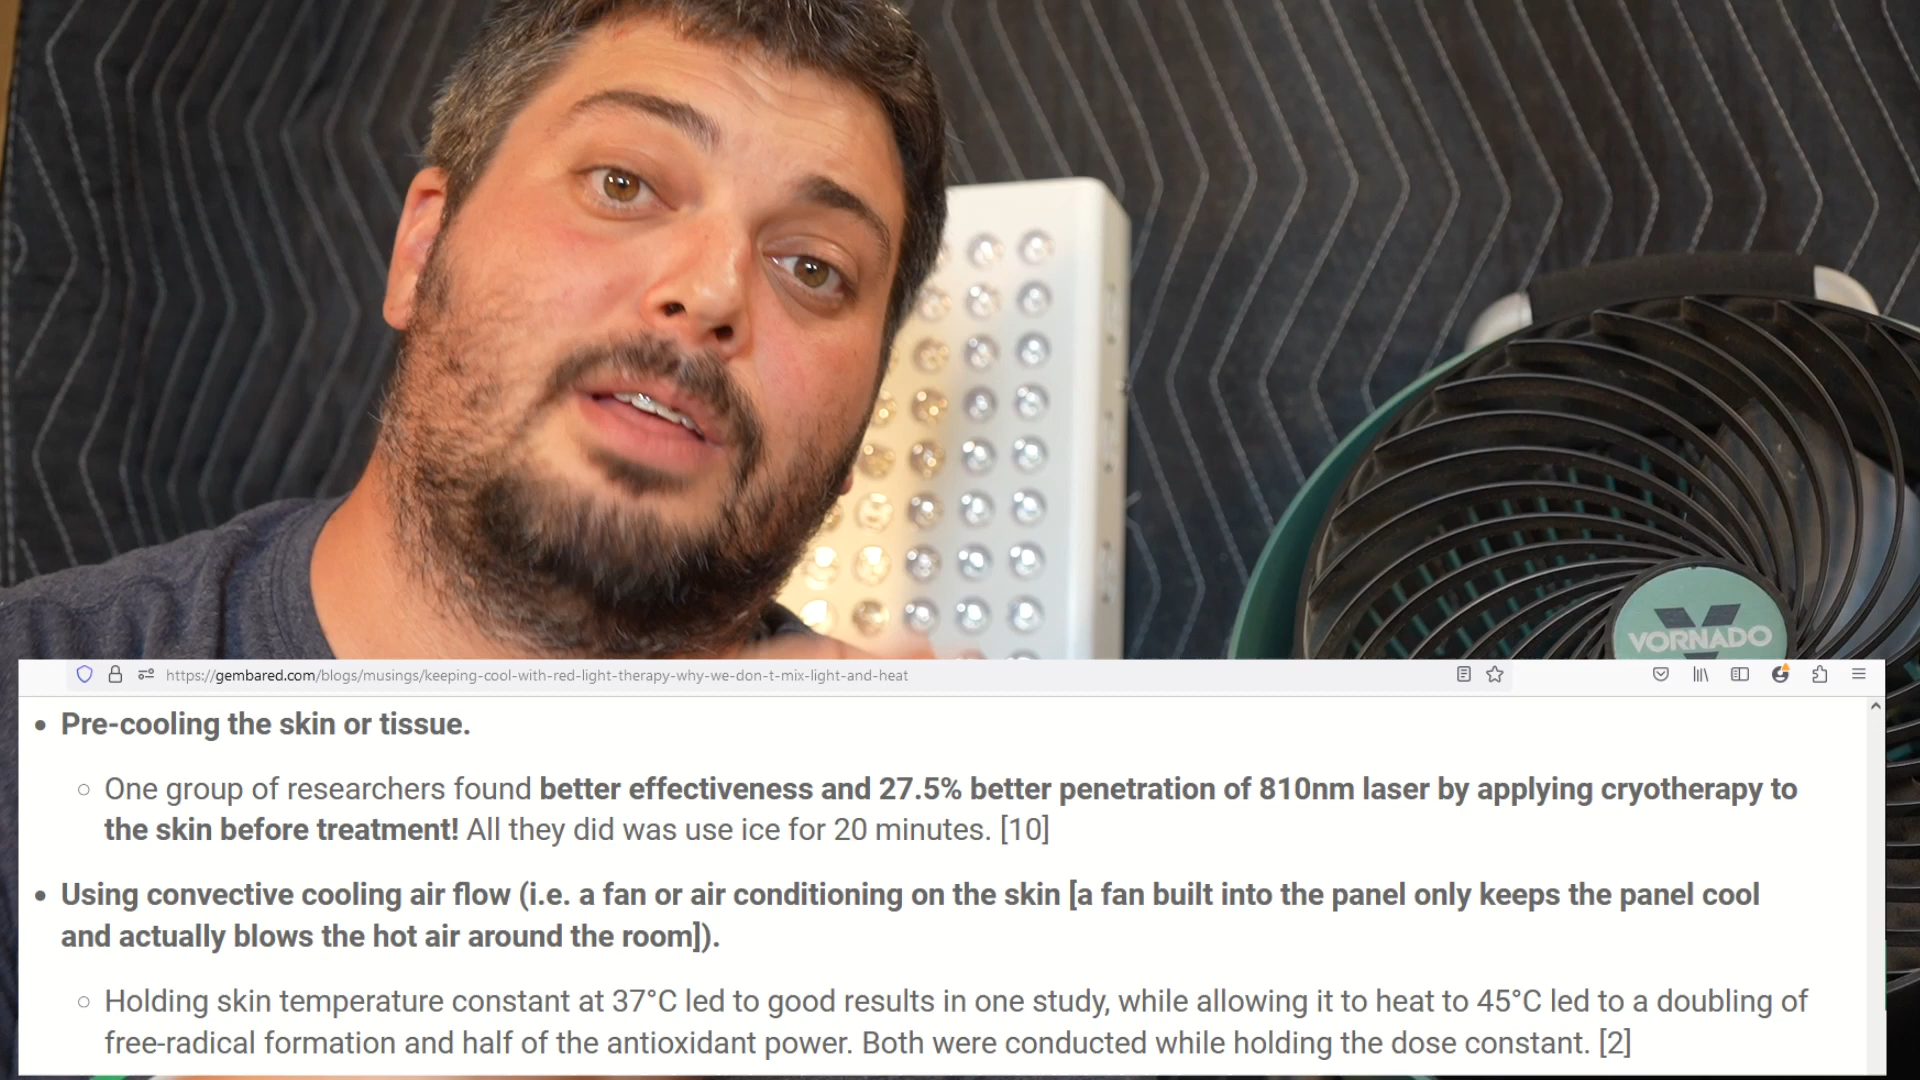 VORNADO
https://gembared.com/blogs/musings/keeping-cool-with-red-light-therapy-why-we-don-t-mix-light-and-heat
• Pre-cooling the skin or tissue.
○ One group of researchers found better effectiveness and 27.5% better penetration of 810nm laser by applying cryotherapy to
the skin before treatment! All they did was use ice for 20 minutes. [10]
• Using convective cooling air flow (i.e. a fan or air conditioning on the skin [a fan built into the panel only keeps the panel cool
and actually blows the hot air around the room]).
○ Holding skin temperature constant at 37°C led to good results in one study, while allowing it to heat to 45°C led to a doubling of
free-radical formation and half of the antioxidant power. Both were conducted while holding the dose constant. [2]